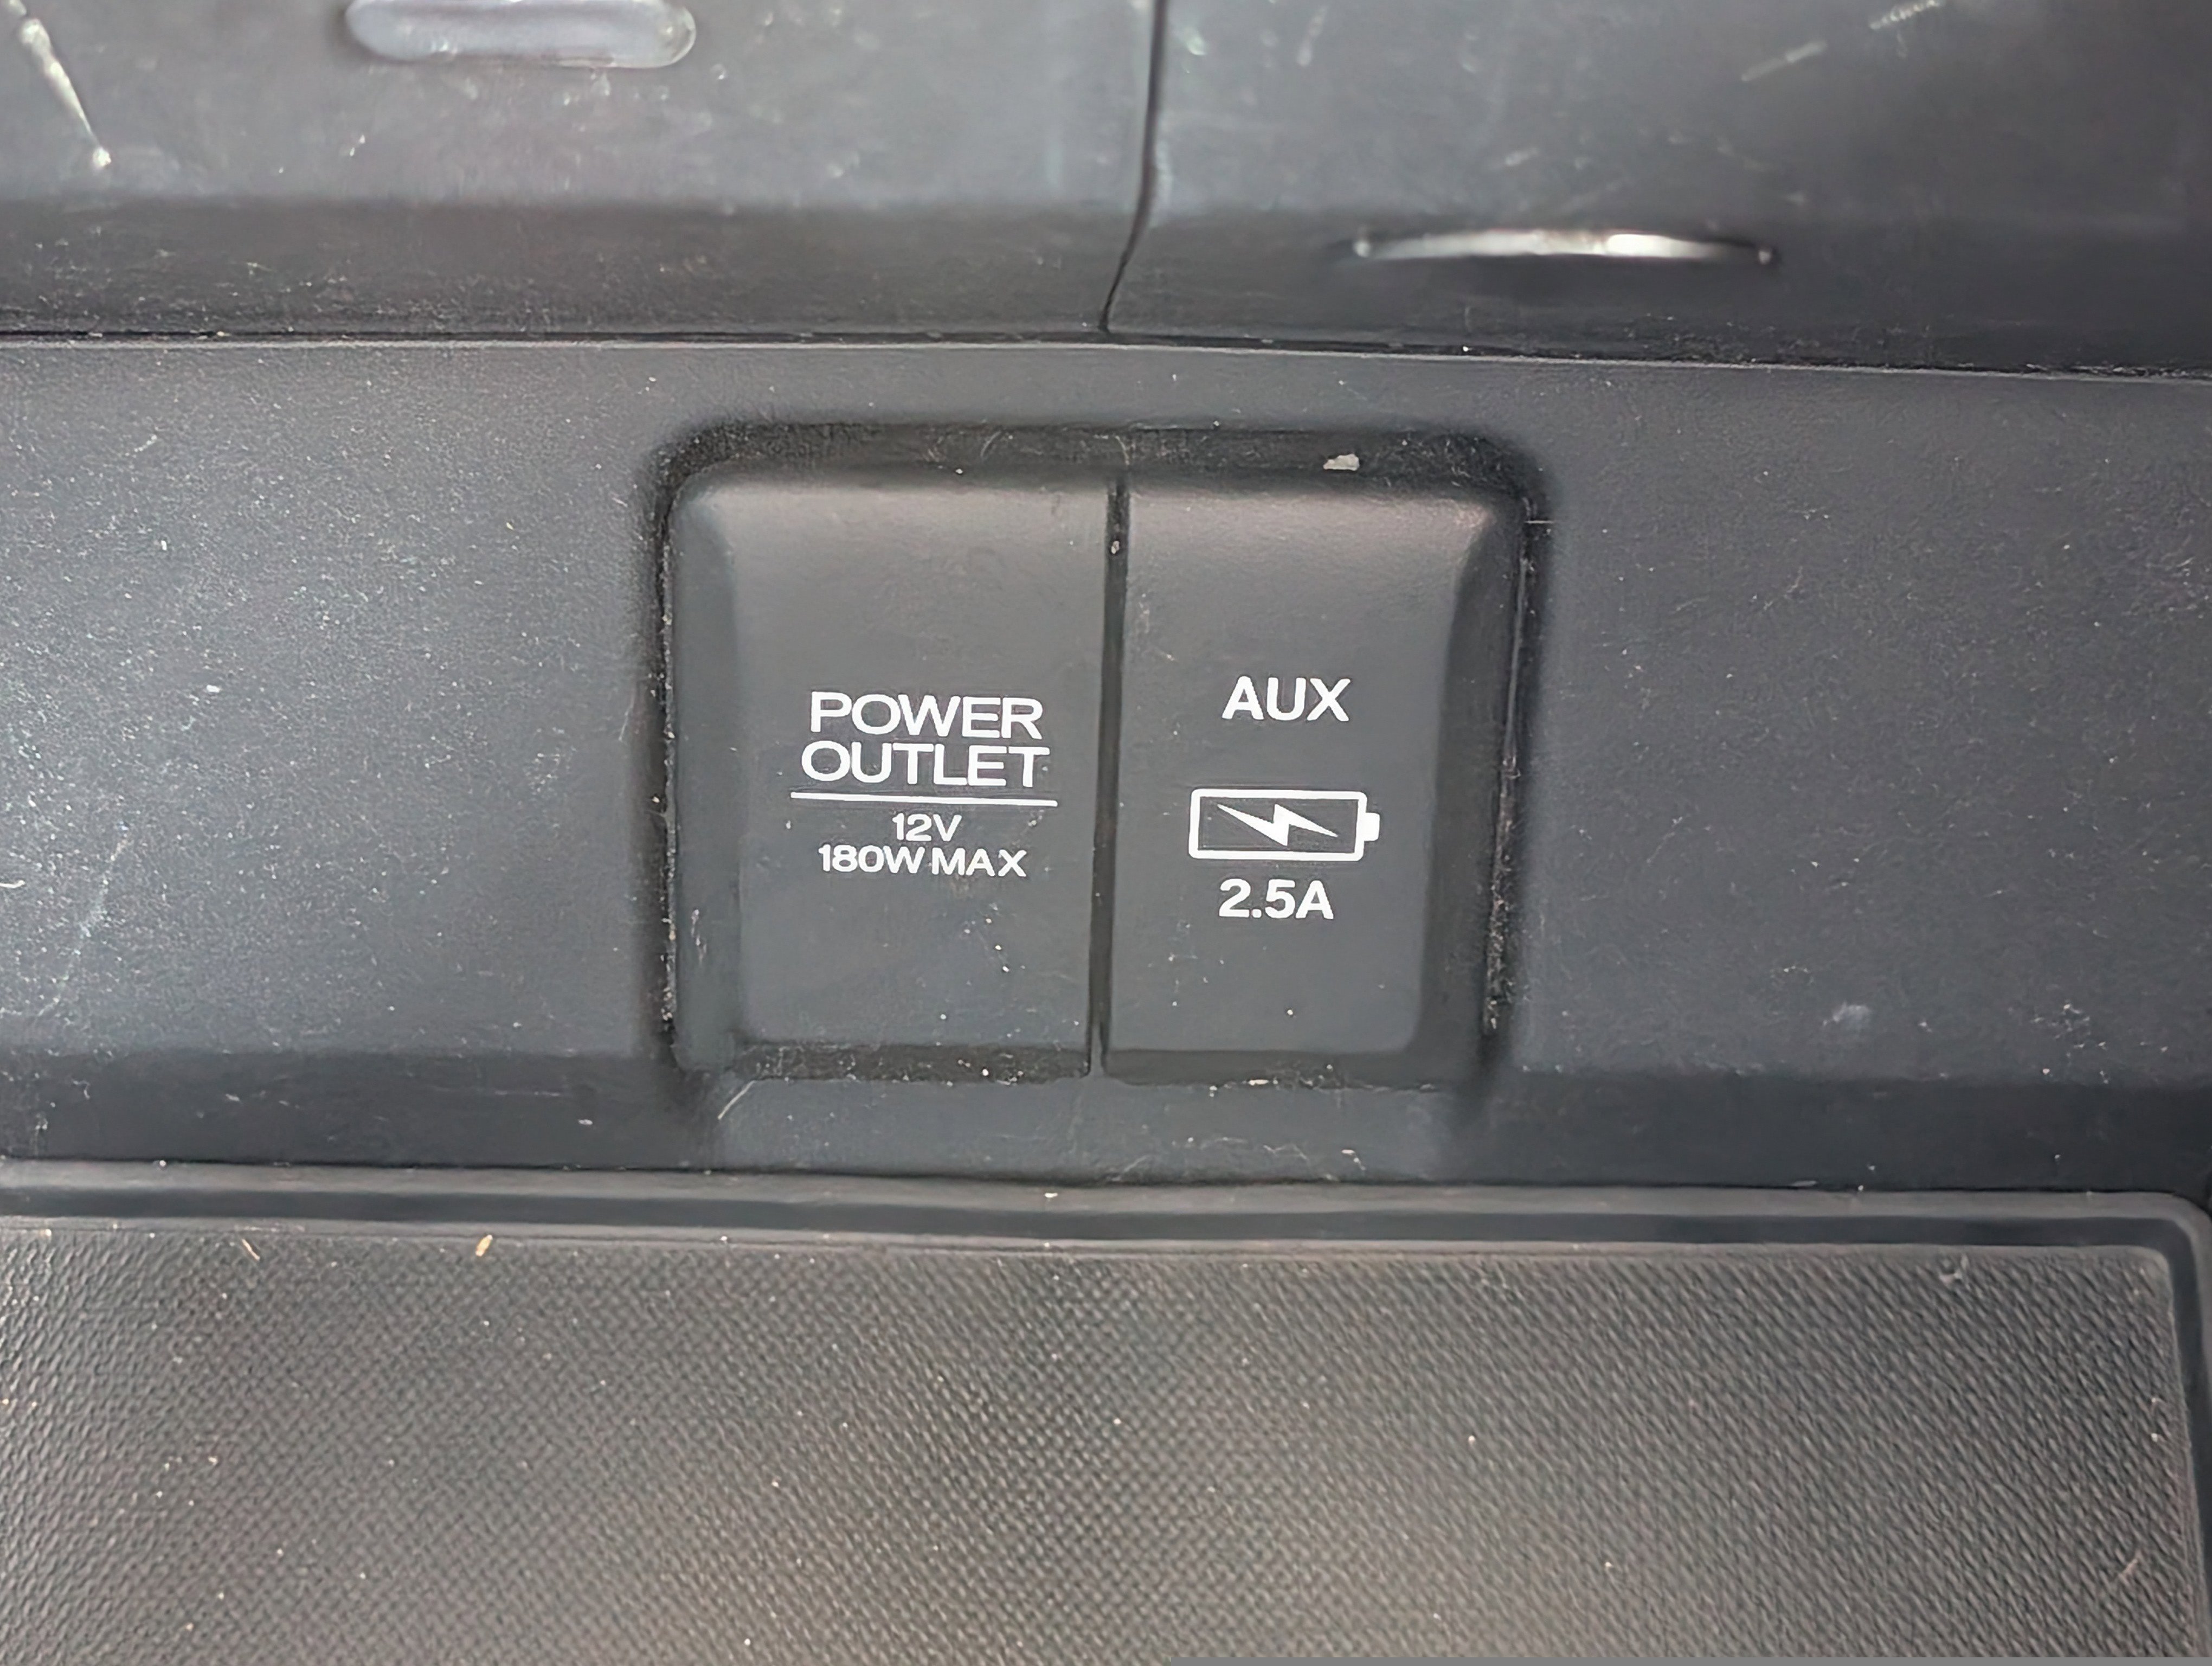 POWER
OUTLET
12V
180W MAX
AUX
2.5A